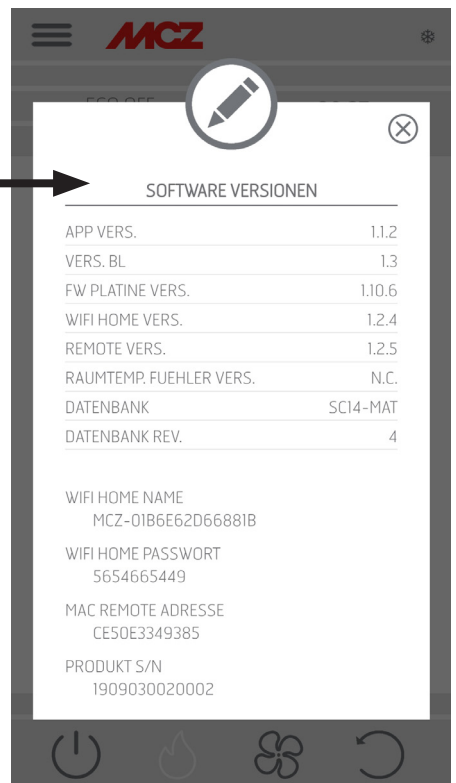 MCZ
SOFTWARE VERSIONEN
APP VERS. 1.1.2
VERS. BL 1.3
FW PLATINE VERS. 1.10.6
WIFI HOME VERS. 1.2.4
REMOTE VERS. 1.2.5
RAUMTEMP. FUEHLER VERS. N.C.
DATENBANK SC14-MAT
DATENBANK REV. 4
WIFI HOME NAME
MCZ-01B6E62D66881B
WIFI HOME PASSWORT
5654665449
MAC REMOTE ADRESSE
CE50E3349385
PRODUKT S/N
1909030020002